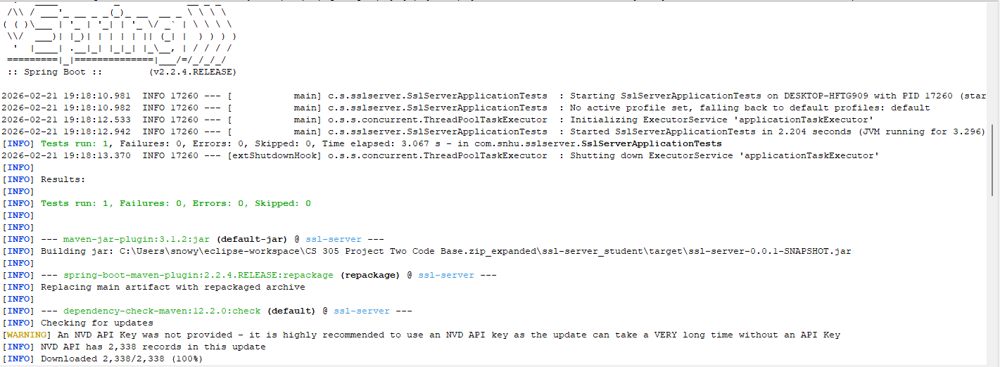 :: Spring Boot ::        (v2.2.4.RELEASE)
2026-02-21 19:18:10.981  INFO 17260 --- [           main] c.s.sslserver.SslServerApplicationTests  : Starting SslServerApplicationTests on DESKTOP-HFTG909 with PID 17260 (star
2026-02-21 19:18:10.982  INFO 17260 --- [           main] c.s.sslserver.SslServerApplicationTests  : No active profile set, falling back to default profiles: default
2026-02-21 19:18:12.533  INFO 17260 --- [           main] o.s.s.concurrent.ThreadPoolTaskExecutor  : Initializing ExecutorService 'applicationTaskExecutor'
2026-02-21 19:18:12.942  INFO 17260 --- [           main] c.s.sslserver.SslServerApplicationTests  : Started SslServerApplicationTests in 2.204 seconds (JVM running for 3.296)
[INFO] Tests run: 1, Failures: 0, Errors: 0, Skipped: 0, Time elapsed: 3.067 s - in com.snhu.sslserver.SslServerApplicationTests
2026-02-21 19:18:13.370  INFO 17260 --- [extShutdownHook] o.s.s.concurrent.ThreadPoolTaskExecutor  : Shutting down ExecutorService 'applicationTaskExecutor'
[INFO]
[INFO] Results:
[INFO]
[INFO] Tests run: 1, Failures: 0, Errors: 0, Skipped: 0
[INFO]
[INFO]
[INFO] --- maven-jar-plugin:3.1.2:jar (default-jar) @ ssl-server ---
[INFO] Building jar: C:\Users\snowy\eclipse-workspace\CS 305 Project Two Code Base.zip_expanded\ssl-server_student\target\ssl-server-0.0.1-SNAPSHOT.jar
[INFO]
[INFO] --- spring-boot-maven-plugin:2.2.4.RELEASE:repackage (repackage) @ ssl-server ---
[INFO] Replacing main artifact with repackaged archive
[INFO]
[INFO] --- dependency-check-maven:12.2.0:check (default) @ ssl-server ---
[INFO] Checking for updates
[WARNING] An NVD API Key was not provided - it is highly recommended to use an NVD API key as the update can take a VERY long time without an API Key
[INFO] NVD API has 2,338 records in this update
[INFO] Downloaded 2,338/2,338 (100%)